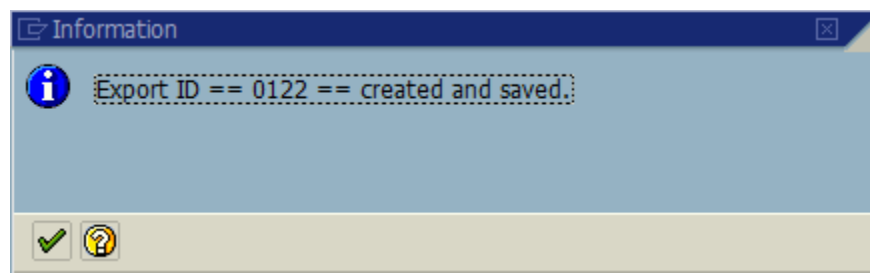 Information
Export ID == 0122 == created and saved.